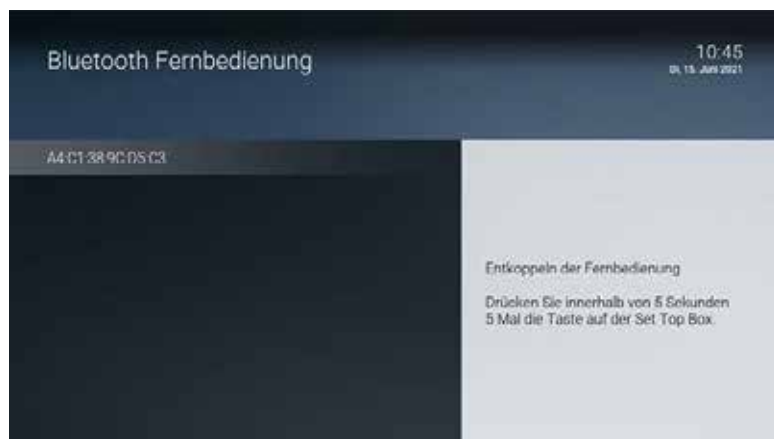 Bluetooth Fernbedienung
10:45
Di, 15. Juni 2021
A4:C1:38:9C:D5:C3
Entkoppeln der Fernbedienung
Drücken Sie innerhalb von 5 Sekunden
5 Mal die Taste auf der Set Top Box.